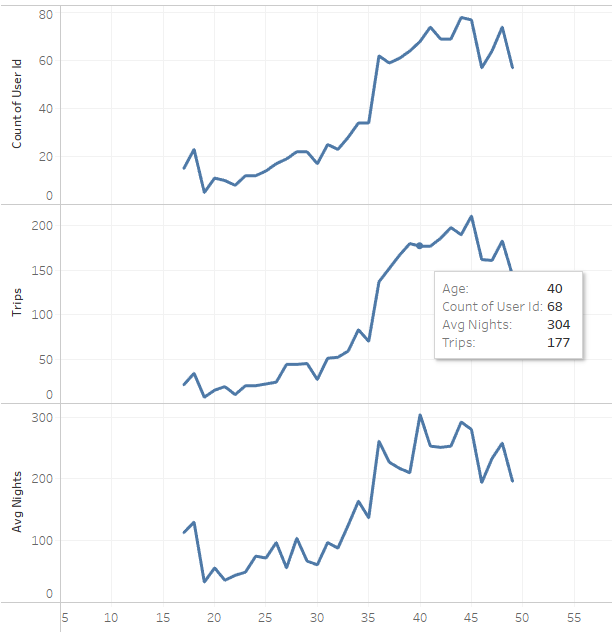 80
60
40
20
0
Count of User Id
200
150
100
50
0
Trips
Age: 40
Count of User Id: 68
Avg Nights: 304
Trips: 177
300
200
100
0
Avg Nights
5 10 15 20 25 30 35 40 45 50 55